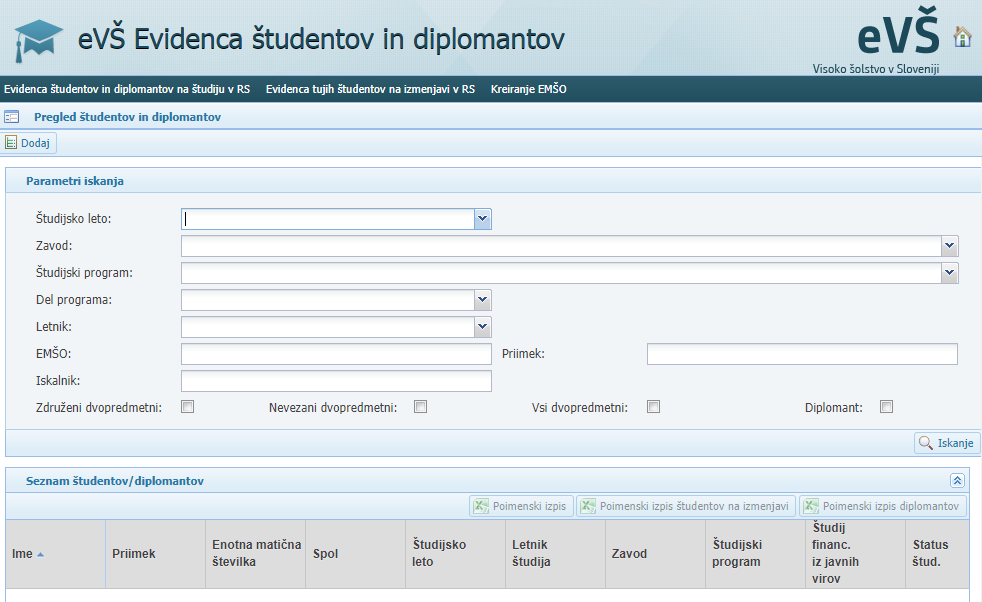 eVŠ Evidenca študentov in diplomantov
eVŠ
Visoko šolstvo v Sloveniji
Evidenca študentov in diplomantov na študiju v RS Evidenca tujih študentov na izmenjavi v RS Kreiranje EMŠO
Pregled študentov in diplomantov
Dodaj
Parametri iskanja
Študijsko leto:
Zavod:
Študijski program:
Del programa:
Letnik:
EMŠO: Priimek:
Iskalnik:
Združeni dvopredmetni: Nevezani dvopredmetni: Vsi dvopredmetni: Diplomant:
Iskanje
Seznam študentov/diplomantov
Poimenski izpis Poimenski izpis študentov na izmenjavi Poimenski izpis diplomantov
Ime
Priimek
Enotna matična
številka
Spol
Študijsko
leto
Letnik
študija
Zavod
Študijski
program
Študij
financ.
iz javnih
virov
Status
štud.